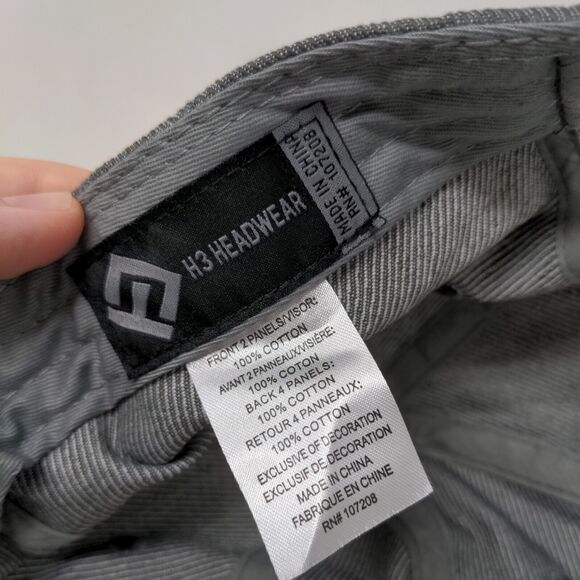 H3 HEADWEAR
MADE IN CHINA
RN# 107208
FRONT 2 PANELS/VISOR:
100% COTTON
AVANT 2 PANNEAUX/VISIÈRE:
100% COTON
BACK 4 PANELS:
100% COTTON
RETOUR 4 PANNEAUX:
100% COTTON
EXCLUSIVE OF DECORATION
EXCLUSIF DE DECORATION
MADE IN CHINA
FABRIQUE EN CHINE
RN# 107208